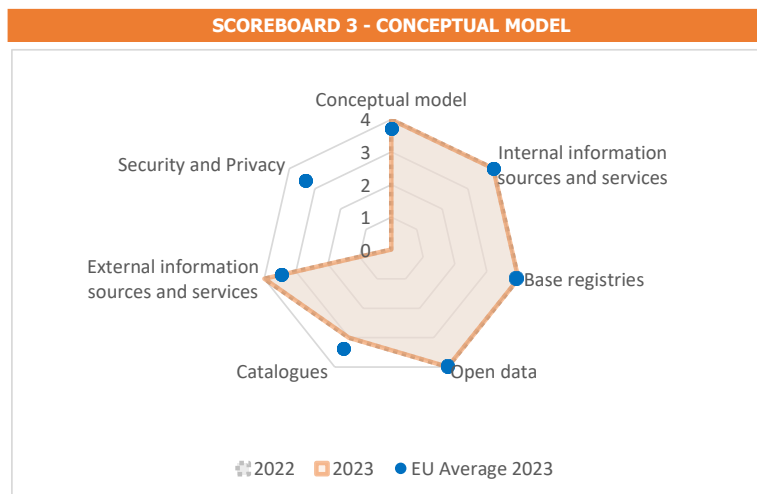 SCOREBOARD 3 - CONCEPTUAL MODEL
Conceptual model
4
3
2
1
0
Internal information
sources and services
Base registries
Open data
Catalogues
External information
sources and services
Security and Privacy
2022
2023
EU Average 2023